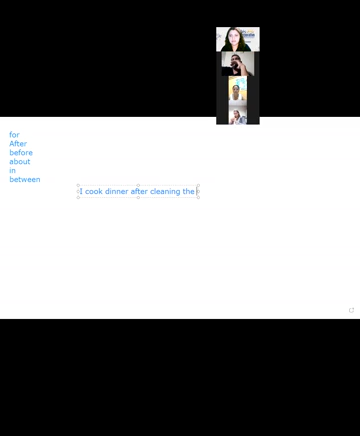 for
After
before
about
in
between
I cook dinner after cleaning the